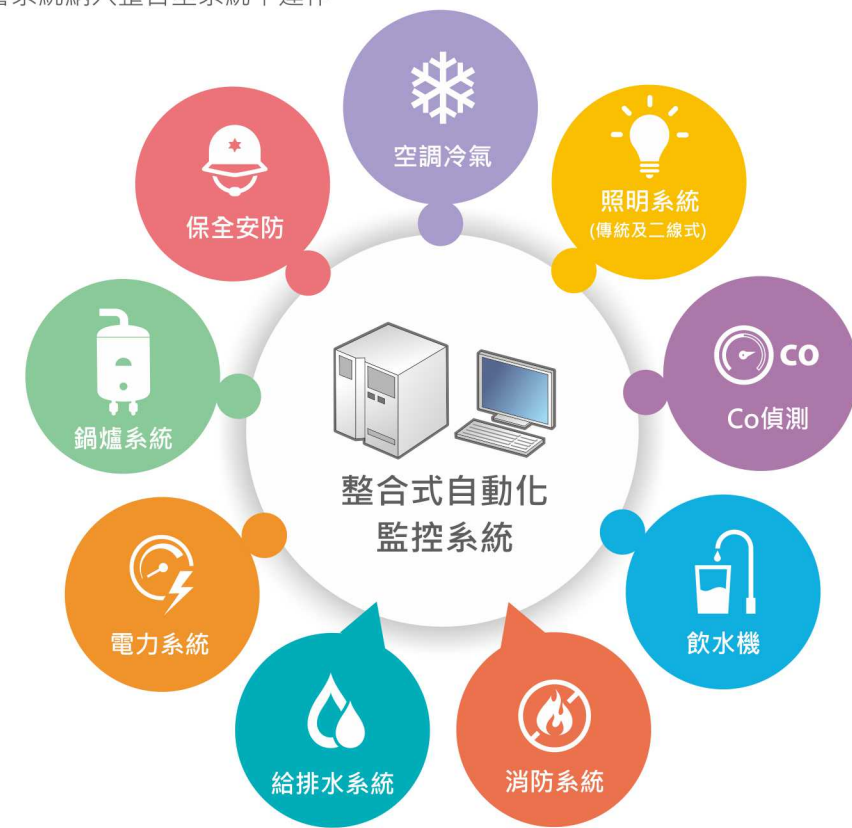 空調冷氣
照明系統
(傳統及二線式)
保全安防
CO
Co偵測
鍋爐系統
整合式自動化
監控系統
電力系統
飲水機
給排水系統
消防系統